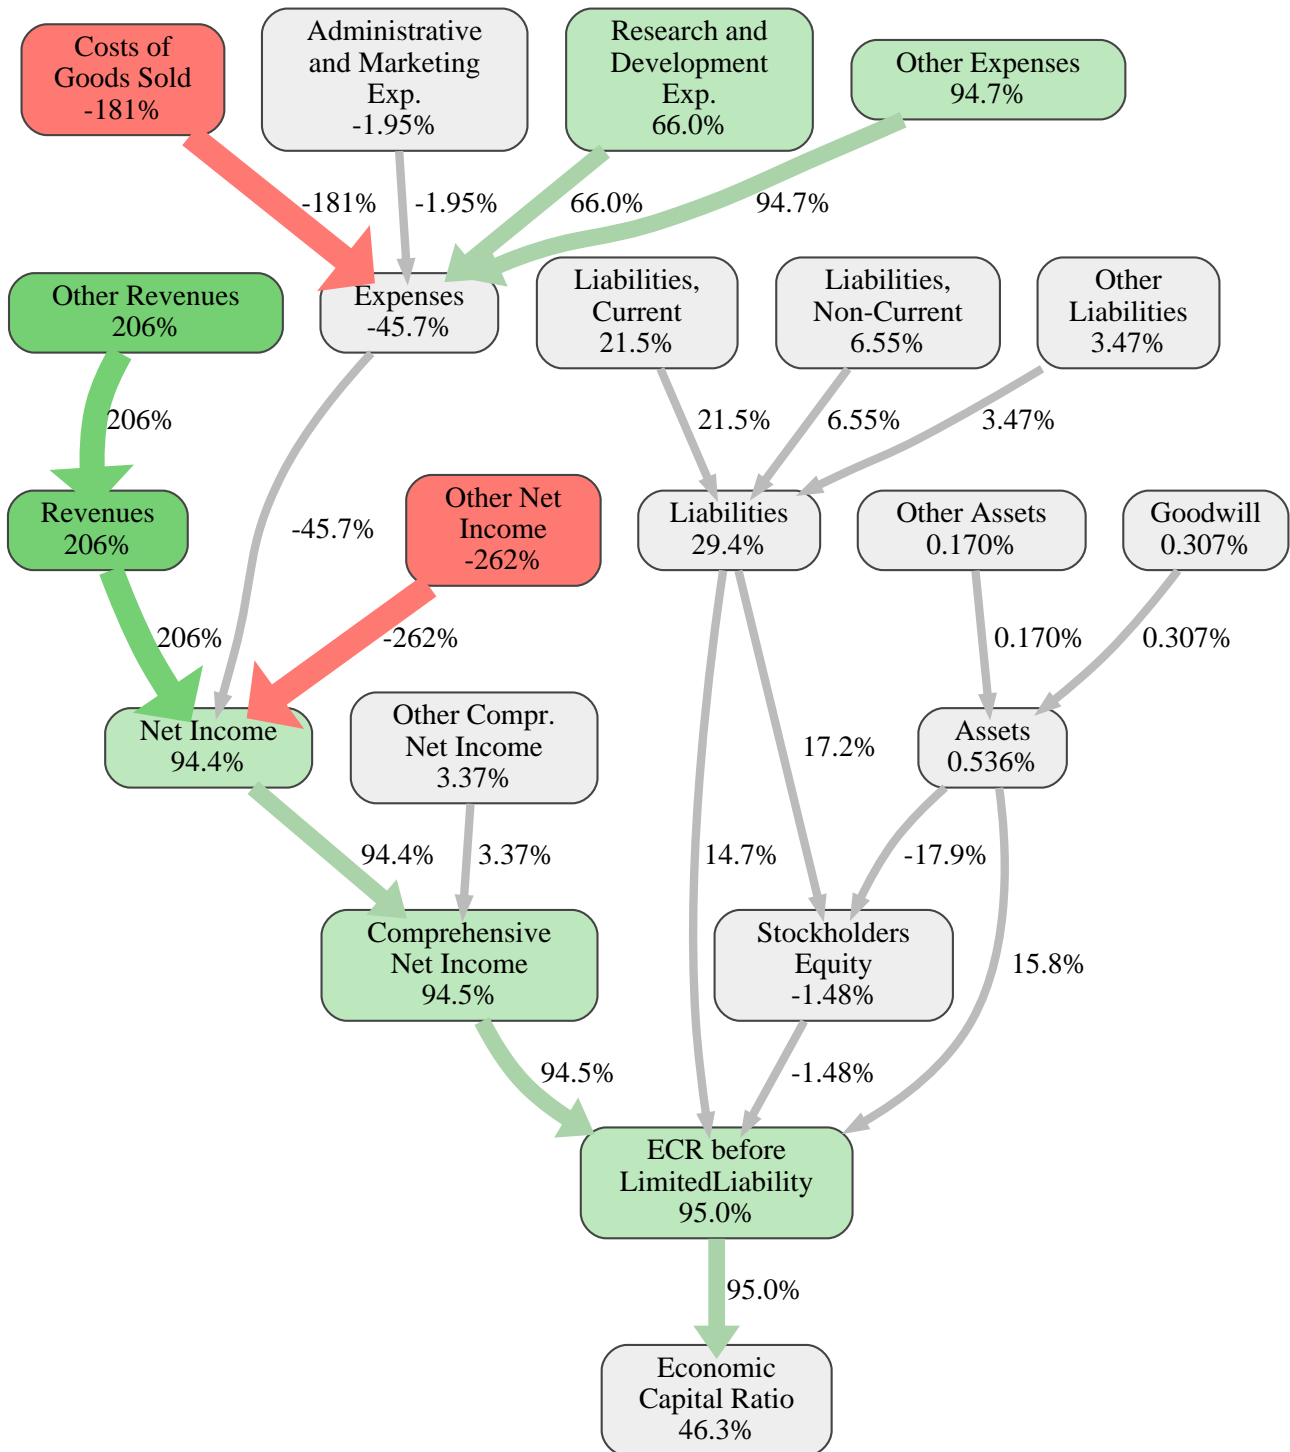 Costs of
Goods Sold
-181%
Administrative
and Marketing
Exp.
-1.95%
Research and
Development
Exp.
66.0%
Other Expenses
94.7%
-181%
-1.95%
66.0%
94.7%
Other Revenues
206%
Expenses
-45.7%
Liabilities,
Current
21.5%
Liabilities,
Non-Current
6.55%
Other
Liabilities
3.47%
206%
21.5%
6.55%
3.47%
Revenues
206%
-45.7%
Other Net
Income
-262%
Liabilities
29.4%
Other Assets
0.170%
Goodwill
0.307%
206%
-262%
0.170%
0.307%
Net Income
94.4%
Other Compr.
Net Income
3.37%
17.2%
Assets
0.536%
94.4%
3.37%
14.7%
-17.9%
Comprehensive
Net Income
94.5%
Stockholders
Equity
-1.48%
15.8%
94.5%
-1.48%
ECR before
LimitedLiability
95.0%
95.0%
Economic
Capital Ratio
46.3%